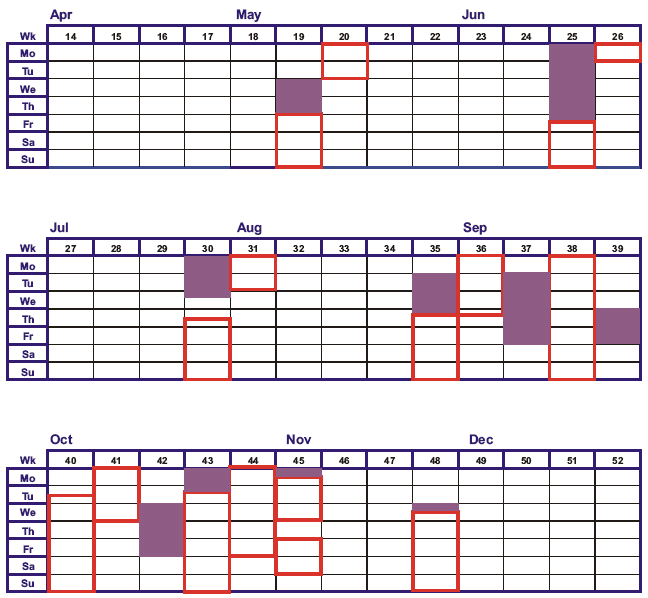 Apr May Jun
Wk 14 15 16 17 18 19 20 21 22 23 24 25 26
Mo
Tu
We
Th
Fr
Sa
Su
Jul Aug Sep
Wk 27 28 29 30 31 32 33 34 35 36 37 38 39
Mo
Tu
We
Th
Fr
Sa
Su
Oct Nov Dec
Wk 40 41 42 43 44 45 46 47 48 49 50 51 52
Mo
Tu
We
Th
Fr
Sa
Su